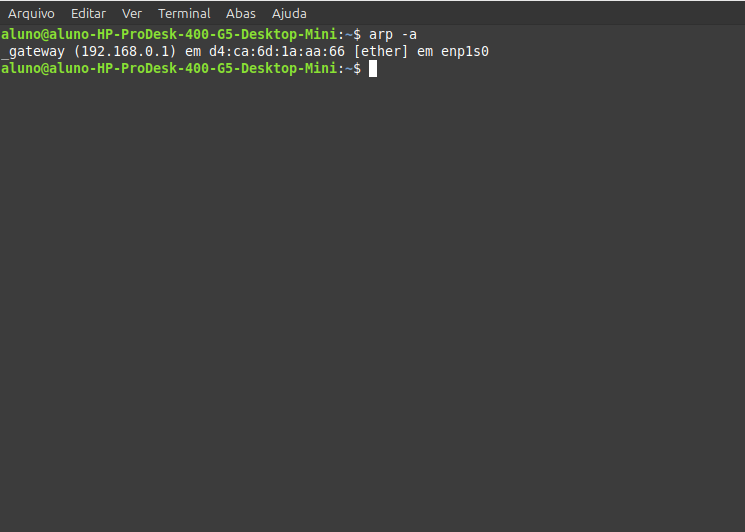 Arquivo Editar Ver Terminal Abas Ajuda
aluno@aluno-HP-ProDesk-400-G5-Desktop-Mini:~$ arp -a
_gateway (192.168.0.1) em d4:ca:6d:1a:aa:66 [ether] em enp1s0
aluno@aluno-HP-ProDesk-400-G5-Desktop-Mini:~$